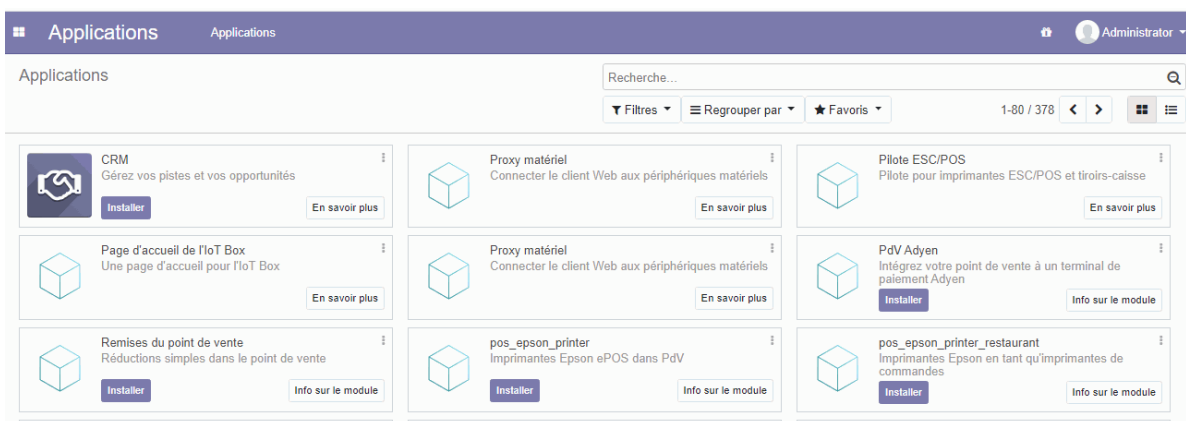 Applications
Applications
Administrator
Applications
Recherche...
Filtres
Regrouper par
Favoris
1-80 / 378
CRM
Gérez vos pistes et vos opportunités
Installer
En savoir plus
Proxy matériel
Connecter le client Web aux périphériques matériels
En savoir plus
Pilote ESC/POS
Pilote pour imprimantes ESC/POS et tiroirs-caisse
En savoir plus
Page d'accueil de l'IoT Box
Une page d'accueil pour l'IoT Box
En savoir plus
Proxy matériel
Connecter le client Web aux périphériques matériels
En savoir plus
PdV Adyen
Intégrez votre point de vente à un terminal de
paiement Adyen
Installer
Info sur le module
Remises du point de vente
Réductions simples dans le point de vente
Installer
Info sur le module
pos_epson_printer
Imprimantes Epson ePOS dans PdV
Installer
Info sur le module
pos_epson_printer_restaurant
Imprimantes Epson en tant qu'imprimantes de
commandes
Installer
Info sur le module